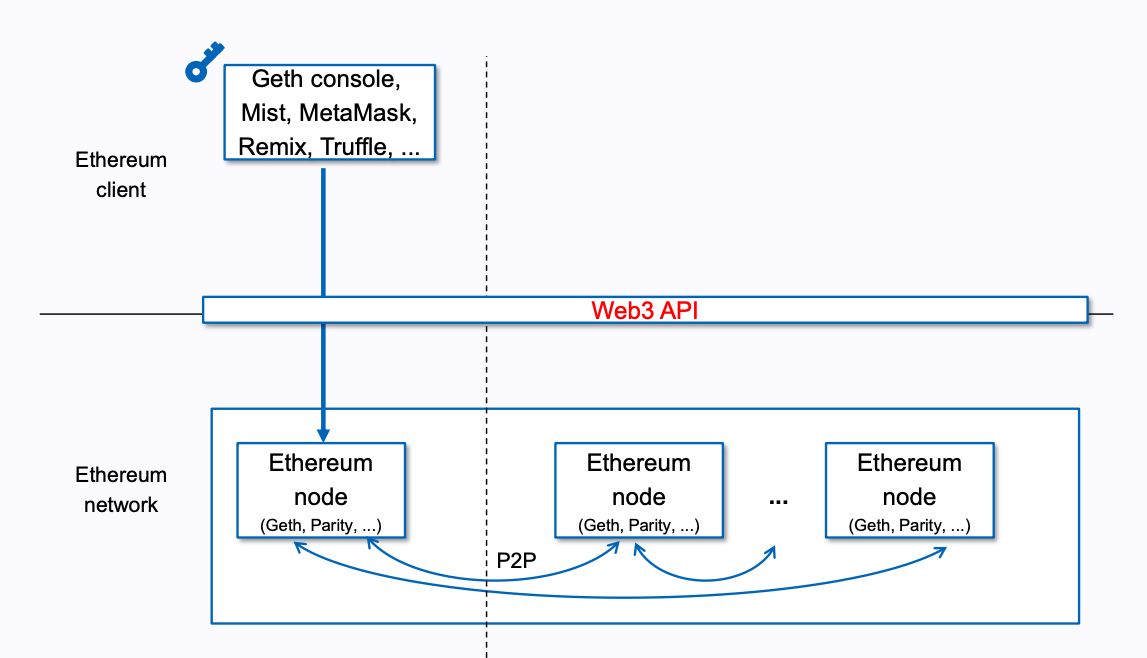 Geth console,
Mist, MetaMask,
Remix, Truffle, ...
Ethereum
client
Web3 API
Ethereum
network
Ethereum
node
(Geth, Parity, ...)
Ethereum
node
(Geth, Parity, ...)
...
Ethereum
node
(Geth, Parity, ...)
P2P